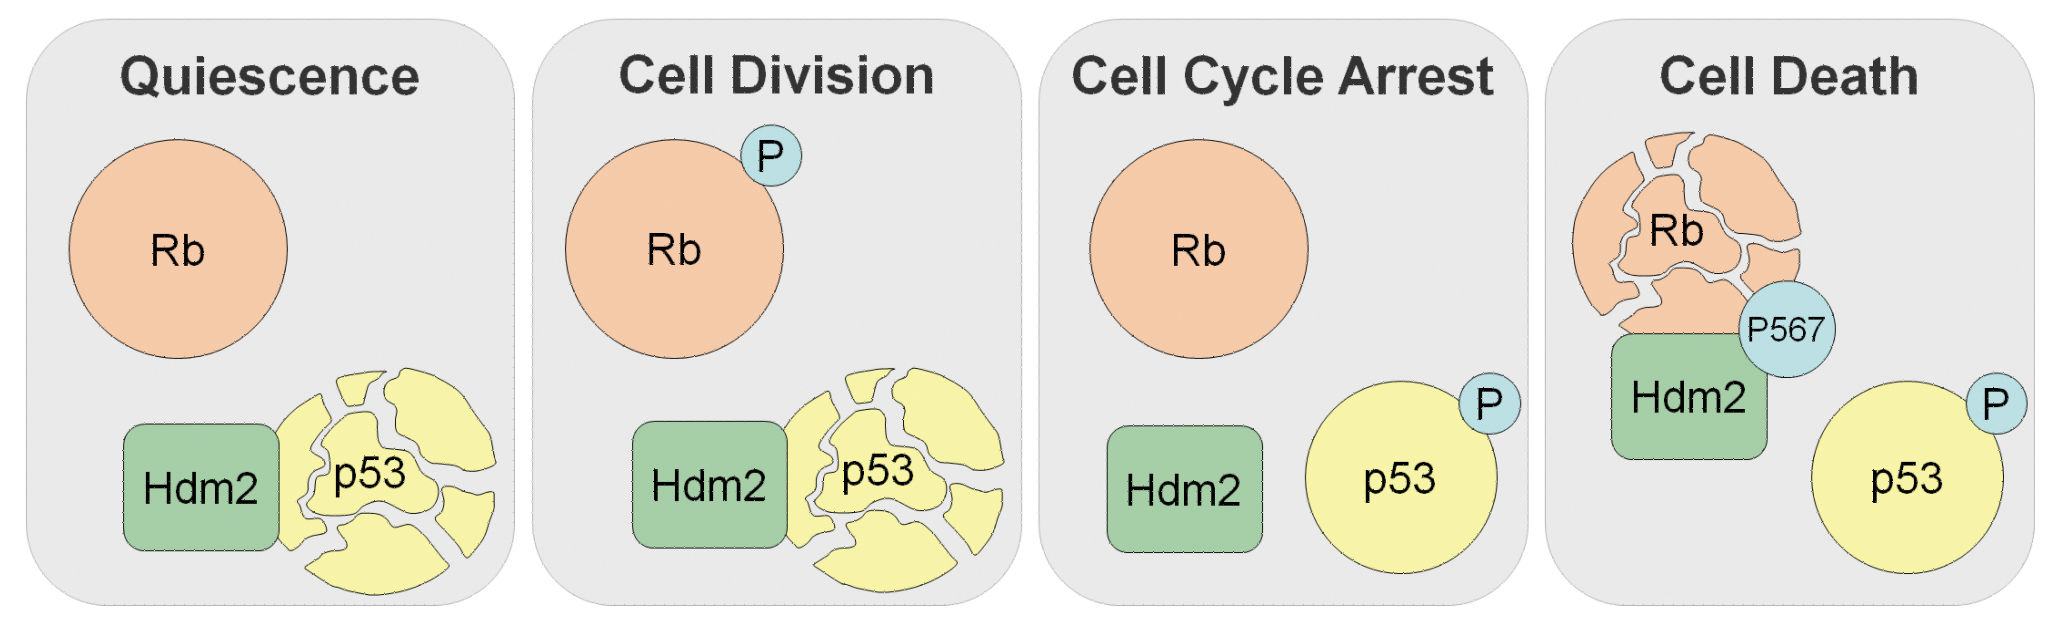 Quiescence
Rb
Hdm2
p53
Cell Division
P
Rb
Hdm2
p53
Cell Cycle Arrest
Rb
P
Hdm2
p53
Cell Death
Rb
P567
Hdm2
P
p53